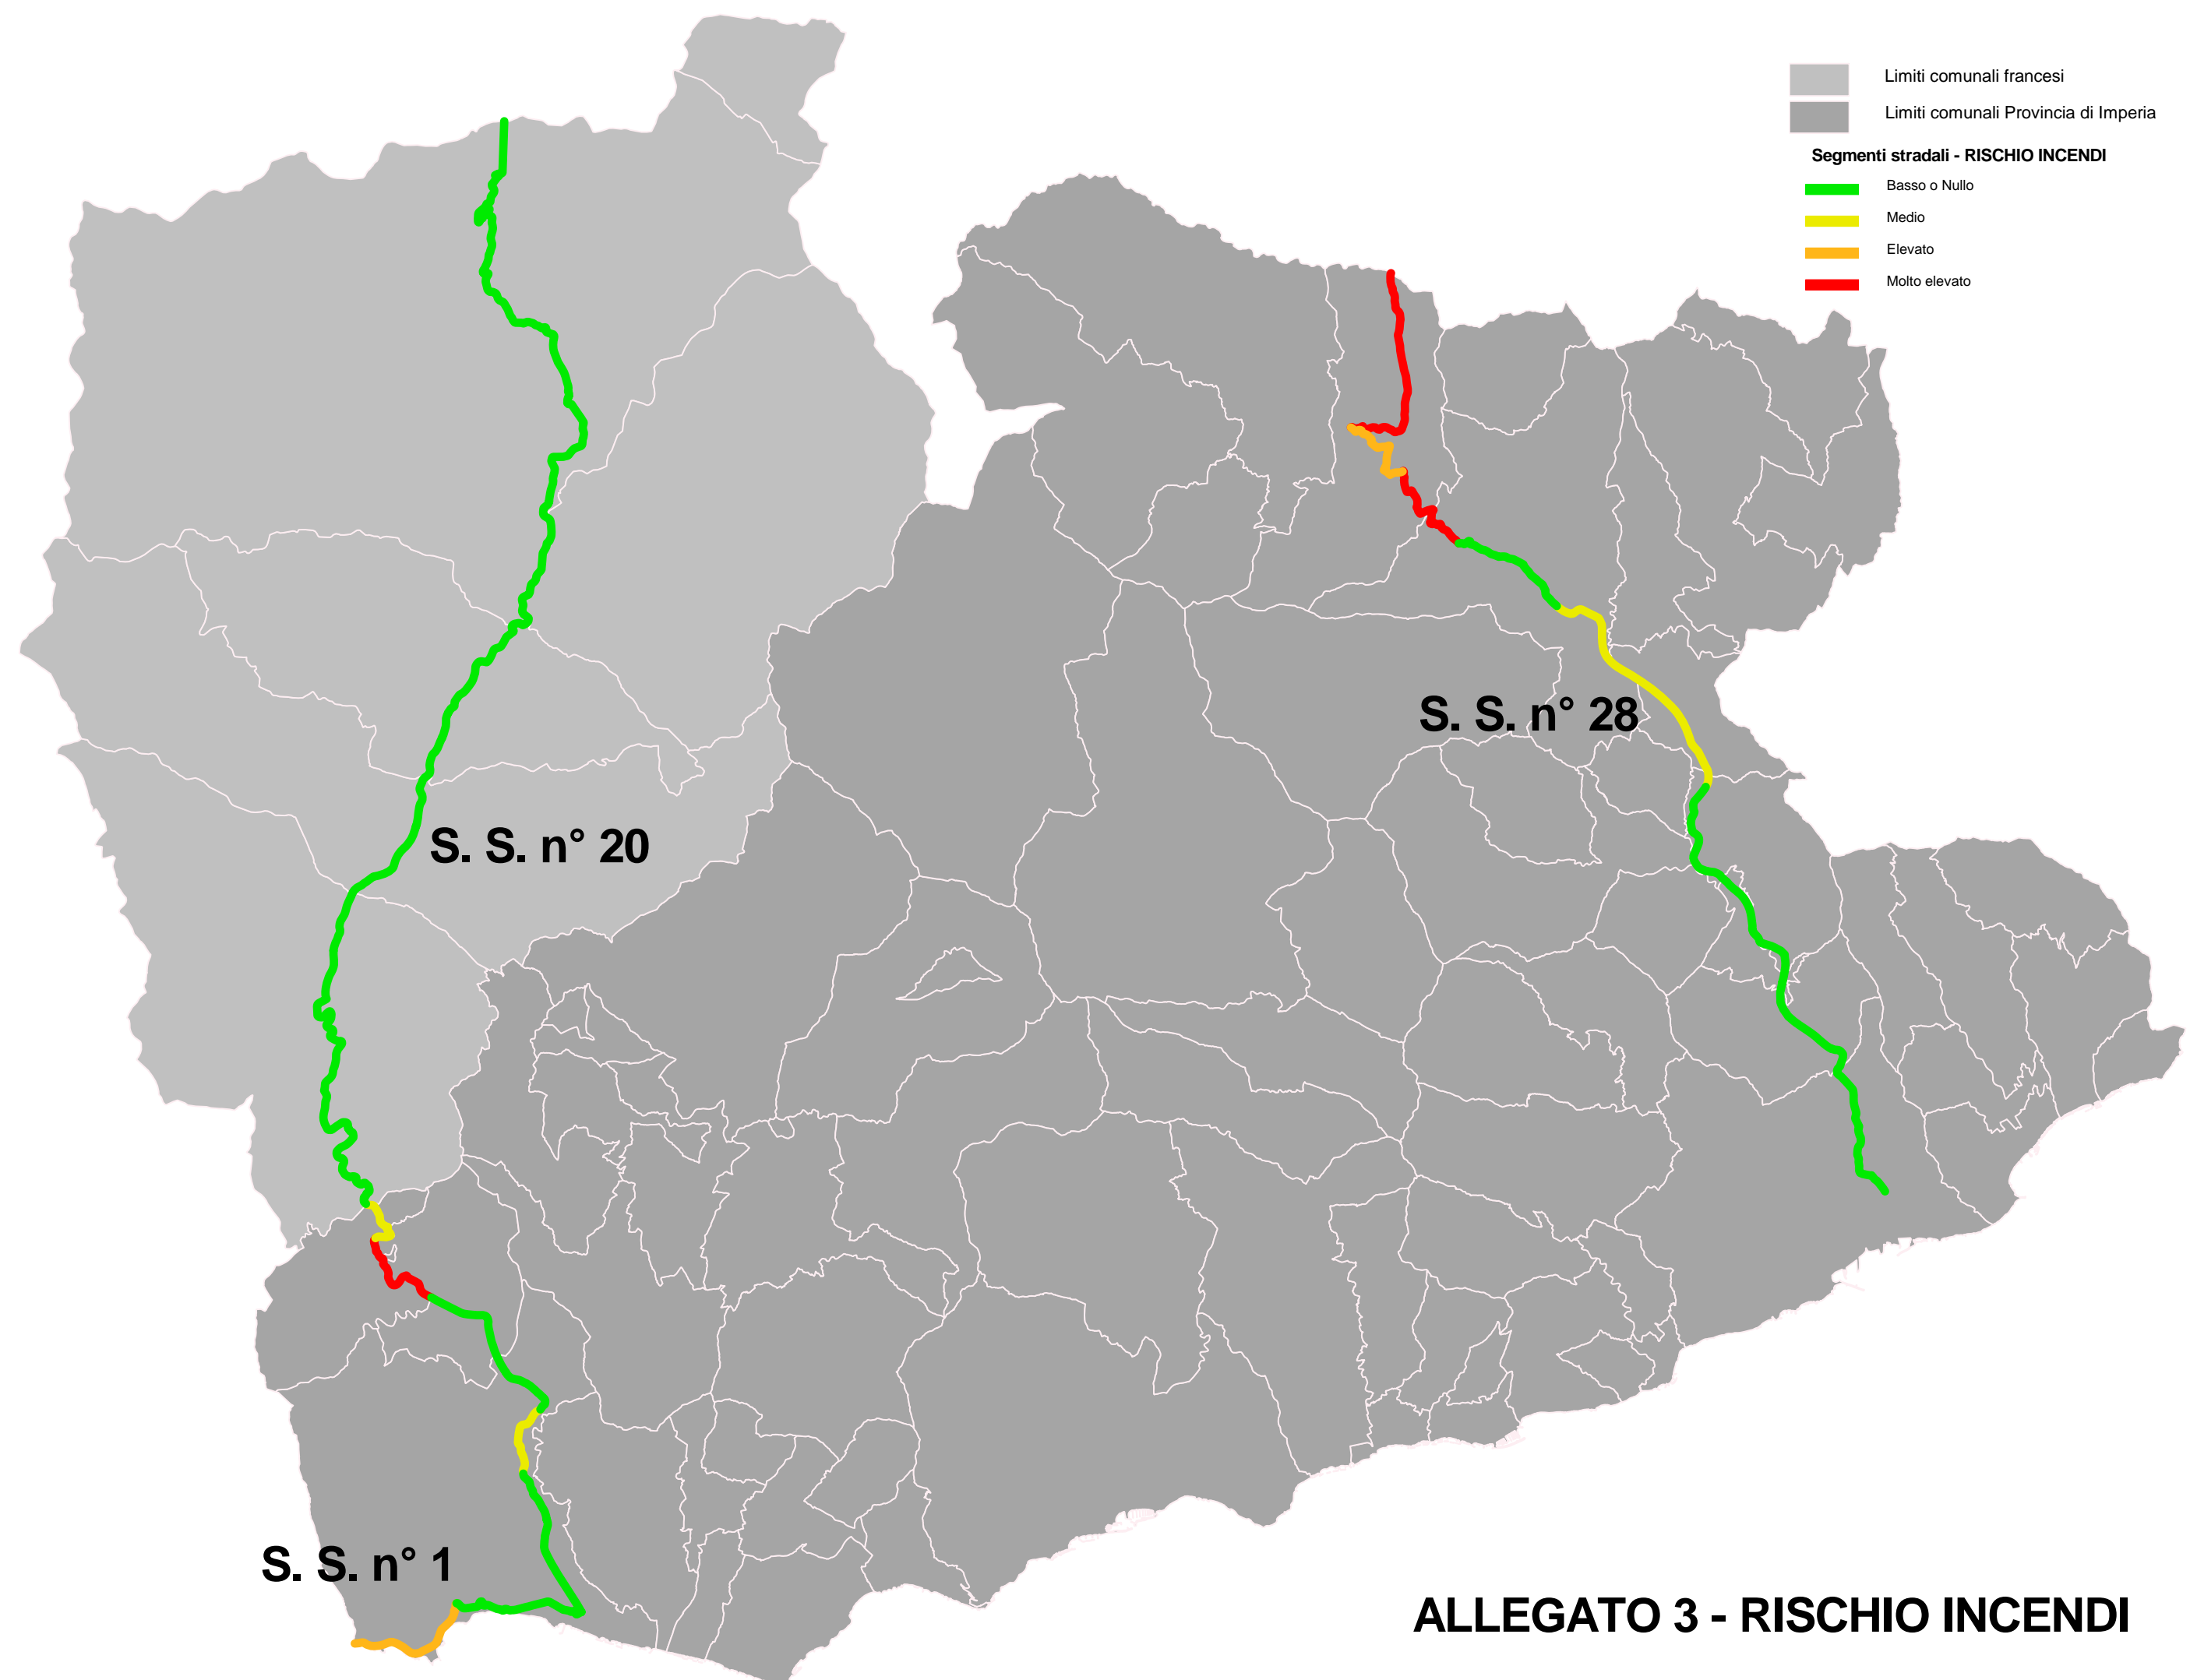 Limiti comunali francesi
Limiti comunali Provincia di Imperia
Segmenti stradali - RISCHIO INCENDI
Basso o Nullo
Medio
Elevato
Molto elevato
S. S. n° 28
S. S. n° 20
S. S. n° 1
ALLEGATO 3 - RISCHIO INCENDI